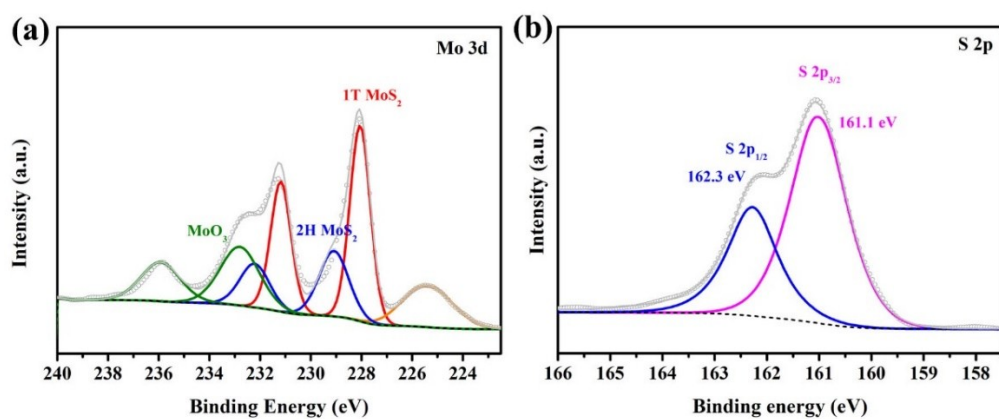 (a)
Mo 3d
1T MoS₂
MoO₃
2H MoS₂
Intensity (a.u.)
240 238 236 234 232 230 228 226 224
Binding Energy (eV)
(b)
S 2p
S 2p₃/₂
161.1 eV
S 2p₁/₂
162.3 eV
Intensity (a.u.)
166 165 164 163 162 161 160 159 158
Binding energy (eV)